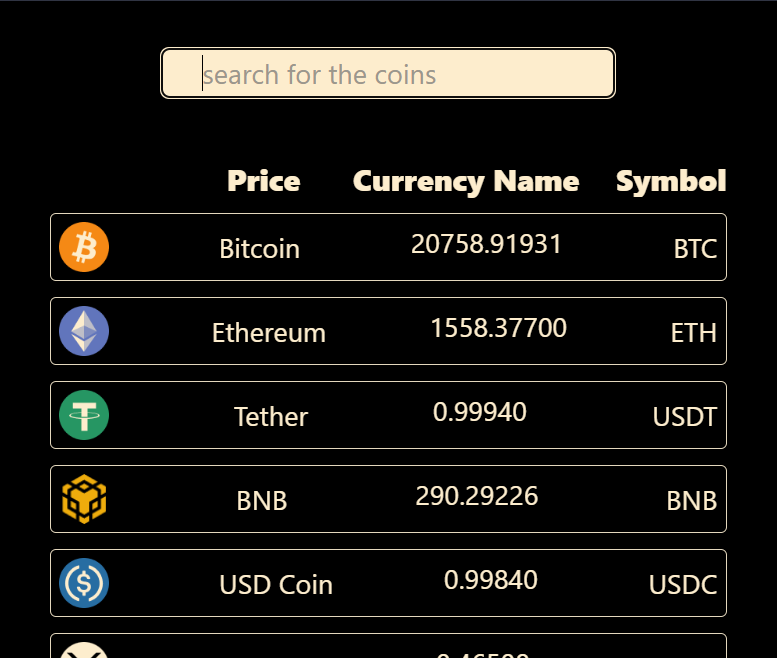 search for the coins
Price Currency Name Symbol
Bitcoin 20758.91931 BTC
Ethereum 1558.37700 ETH
Tether 0.99940 USDT
BNB 290.29226 BNB
USD Coin 0.99840 USDC